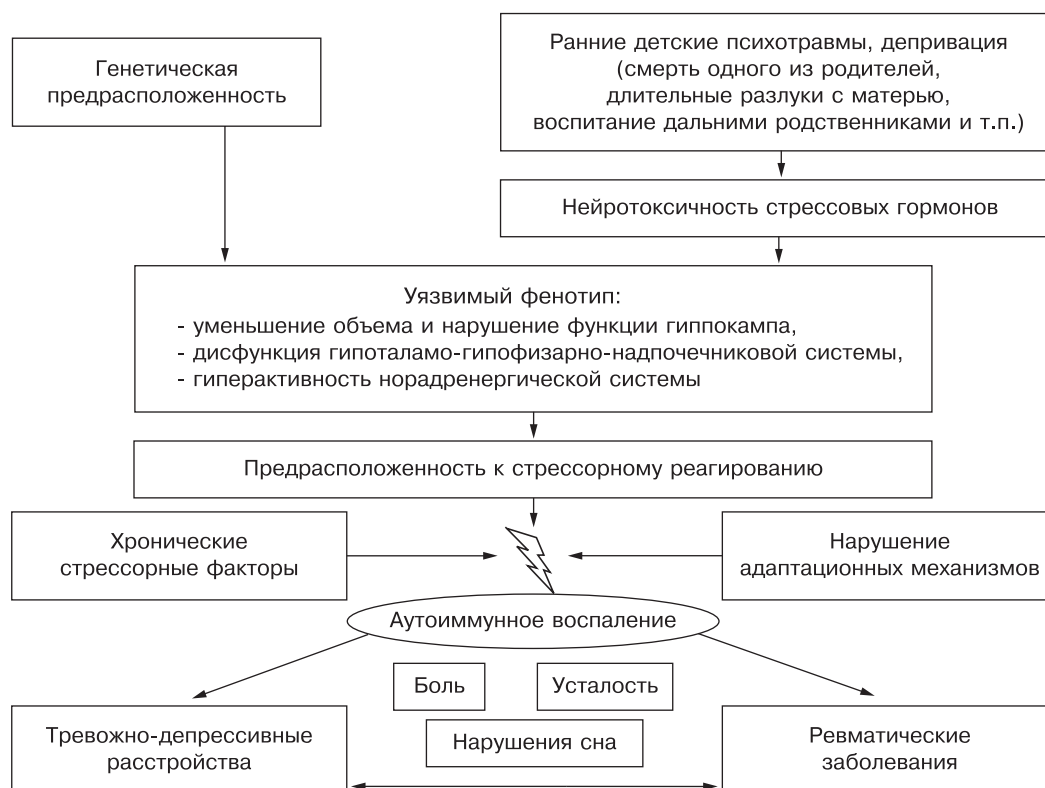 Генетическая
предрасположенность
Ранние детские психотравмы, депривация
(смерть одного из родителей,
длительные разлуки с матерью,
воспитание дальними родственниками и т.п.)
Нейротоксичность стрессовых гормонов
Уязвимый фенотип:
- уменьшение объема и нарушение функции гиппокампа,
- дисфункция гипоталамо-гипофизарно-надпочечниковой системы,
- гиперактивность норадренергической системы
Предрасположенность к стрессорному реагированию
Хронические
стрессорные факторы
Нарушение
адаптационных механизмов
Аутоиммунное воспаление
Боль
Усталость
Нарушения сна
Тревожно-депрессивные
расстройства
Ревматические
заболевания